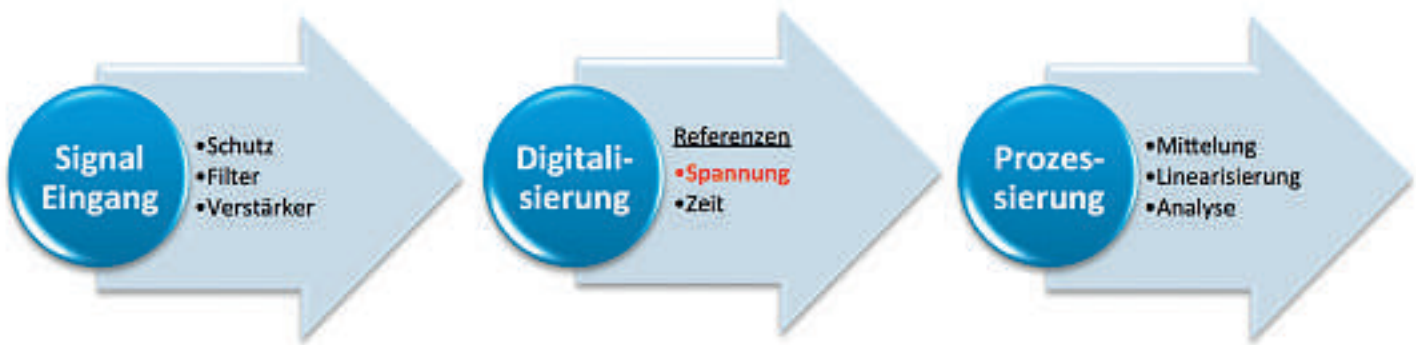 Signal
Eingang
•Schutz
•Filter
•Verstärker
Digitali-
sierung
Referenzen
•Spannung
•Zeit
Prozes-
sierung
•Mittelung
•Linearisierung
•Analyse